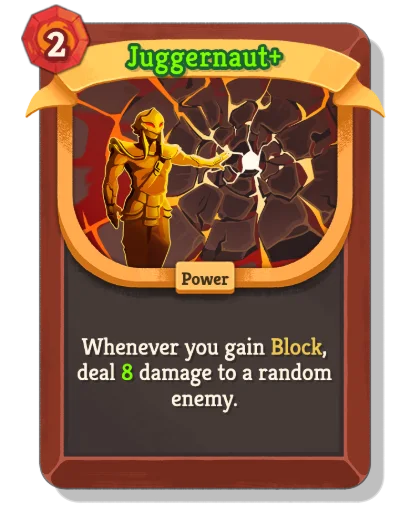 2
Juggernaut+
Power
Whenever you gain Block,
deal 8 damage to a random
enemy.